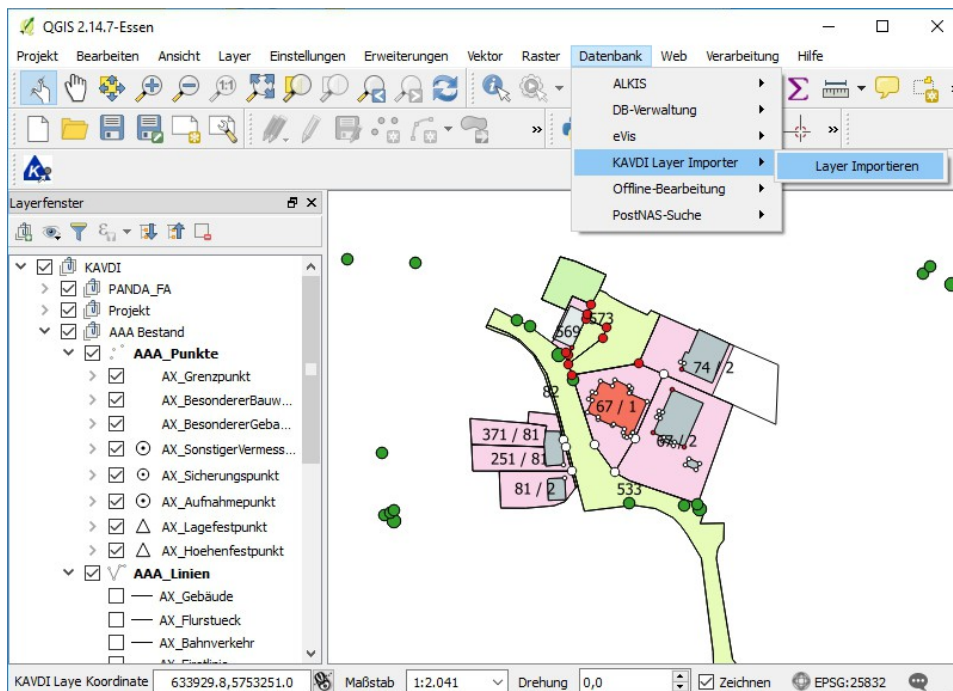 QGIS 2.14.7-Essen
Projekt Bearbeiten Ansicht Layer Einstellungen Erweiterungen Vektor Raster Datenbank Web Verarbeitung Hilfe
ALKIS
DB-Verwaltung
eVis
KAVDI Layer Importer
Layer Importieren
Offline-Bearbeitung
PostNAS-Suche
Layerfenster
KAVDI
PANDA_FA
Projekt
AAA Bestand
AAA_Punkte
AX_Grenzpunkt
AX_BesondererBauw...
AX_BesondererGeba...
AX_SonstigerVermess...
AX_Sicherungspunkt
AX_Aufnahmepunkt
AX_Lagefestpunkt
AX_Hoehenfestpunkt
AAA_Linien
AX_Gebäude
AX_Flurstueck
AX_Bahnverkehr
AX_Firstlinie
573
569
74 / 2
82
67 / 1
371 / 81
251 / 81
81 / 2
533
KAVDI Laye Koordinate 633929.8,5753251.0 Maßstab 1:2.041 Drehung 0,0 Zeichnen EPSG:25832